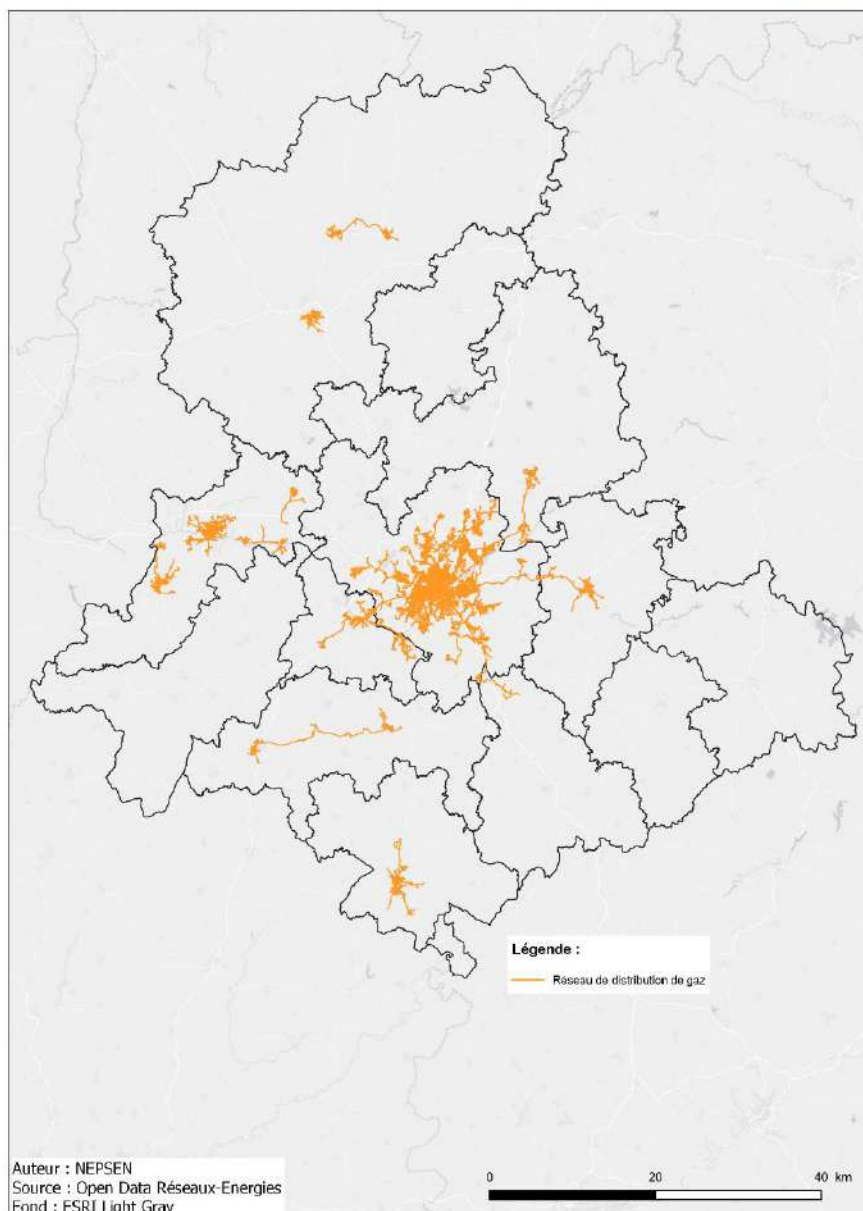 Légende :
Réseau de distribution de gaz
Auteur : NEPSEN
Source : Open Data Réseaux-Energies
Fond : ESRI Light Gray
0 20 40 km